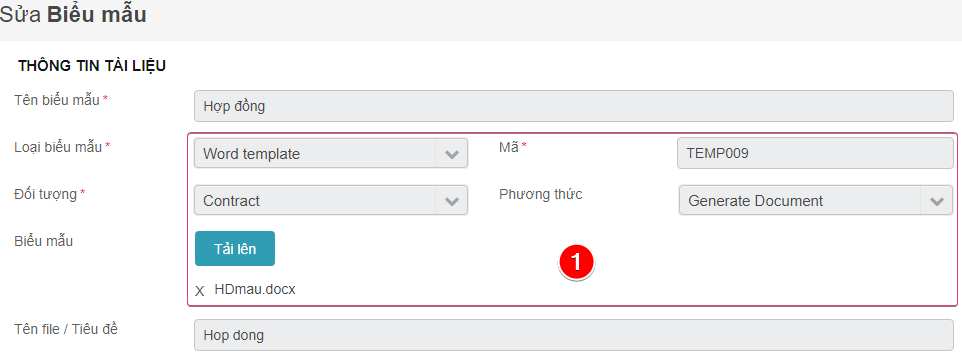 Sửa Biểu mẫu
THÔNG TIN TÀI LIỆU
Tên biểu mẫu * Hợp đồng
Loại biểu mẫu * Word template Mã * TEMP009
Đối tượng * Contract Phương thức Generate Document
Biểu mẫu Tải lên
1
X HDmau.docx
Tên file / Tiêu đề Hop dong